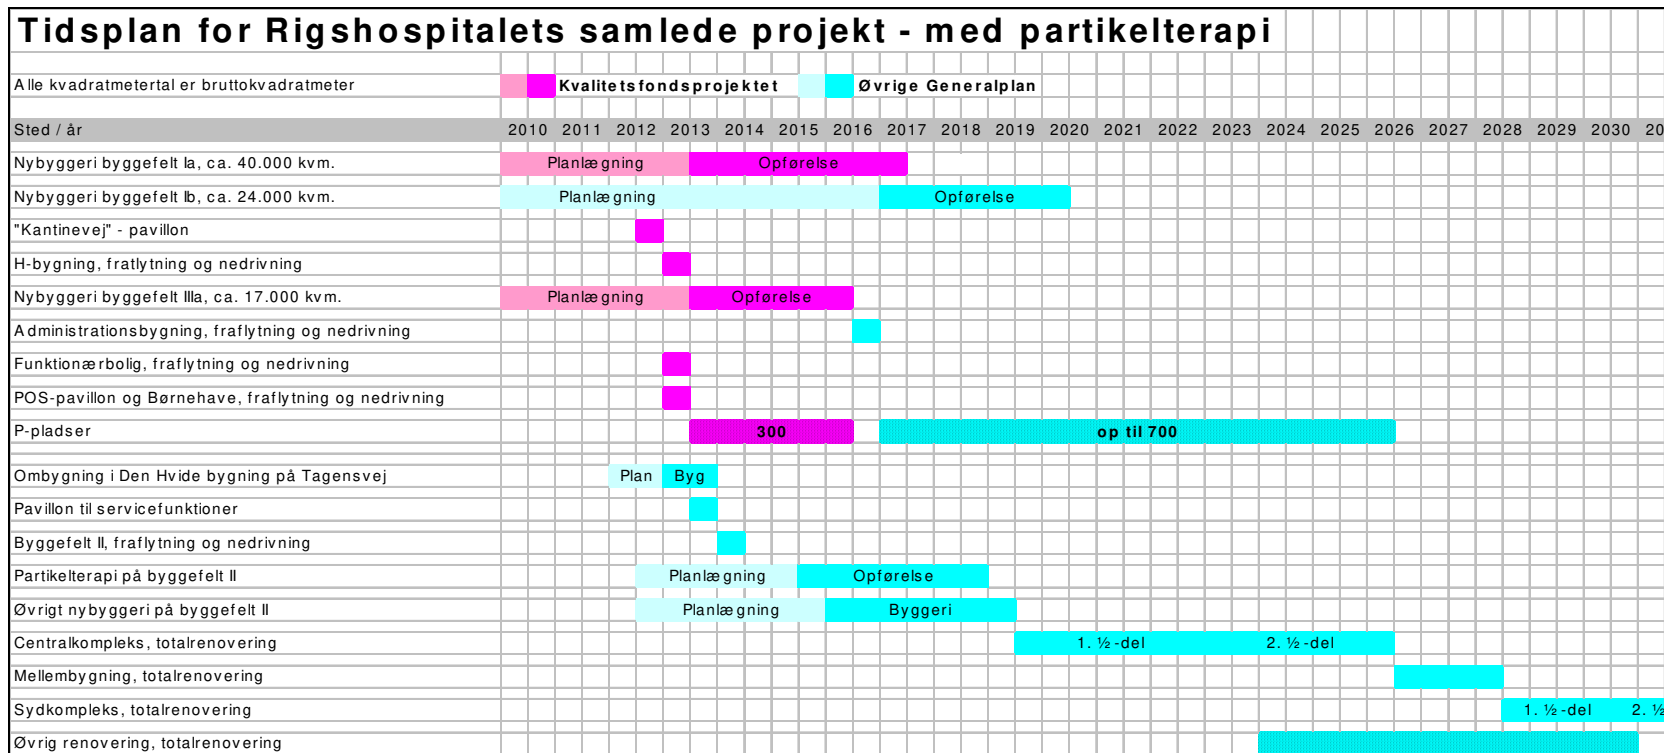 Tidsplan for Rigshospitalets samlede projekt - med partikelterapi
Alle kvadratmetertal er bruttokvadratmeter Kvalitetsfondsprojektet Øvrige Generalplan
Sted / år 2010 2011 2012 2013 2014 2015 2016 2017 2018 2019 2020 2021 2022 2023 2024 2025 2026 2027 2028 2029 2030 20
Nybyggeri byggefelt Ia, ca. 40.000 kvm. Planlægning Opførelse
Nybyggeri byggefelt Ib, ca. 24.000 kvm. Planlægning Opførelse
"Kantinevej" - pavillon
H-bygning, fratlytning og nedrivning
Nybyggeri byggefelt IIIa, ca. 17.000 kvm. Planlægning Opførelse
Administrationsbygning, fraflytning og nedrivning
Funktionærbolig, fraflytning og nedrivning
POS-pavillon og Børnehave, fraflytning og nedrivning
P-pladser 300 op til 700
Ombygning i Den Hvide bygning på Tagensvej Plan Byg
Pavillon til servicefunktioner
Byggefelt II, fraflytning og nedrivning
Partikelterapi på byggefelt II Planlægning Opførelse
Øvrigt nybyggeri på byggefelt II Planlægning Byggeri
Centralkompleks, totalrenovering 1. ½-del 2. ½-del
Mellembygning, totalrenovering
Sydkompleks, totalrenovering 1. ½-del 2. ½
Øvrig renovering, totalrenovering